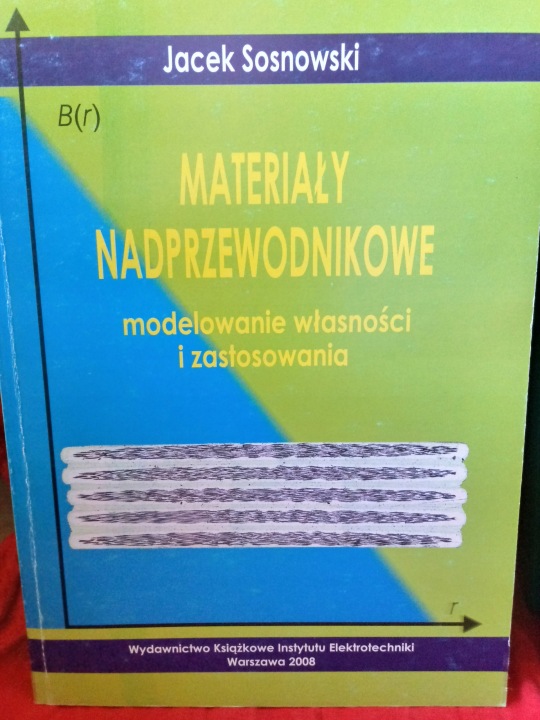 Jacek Sosnowski
B(r)
MATERIAŁY
NADPRZEWODNIKOWE
modelowanie własności
i zastosowania
r
Wydawnictwo Książkowe Instytutu Elektrotechniki
Warszawa 2008